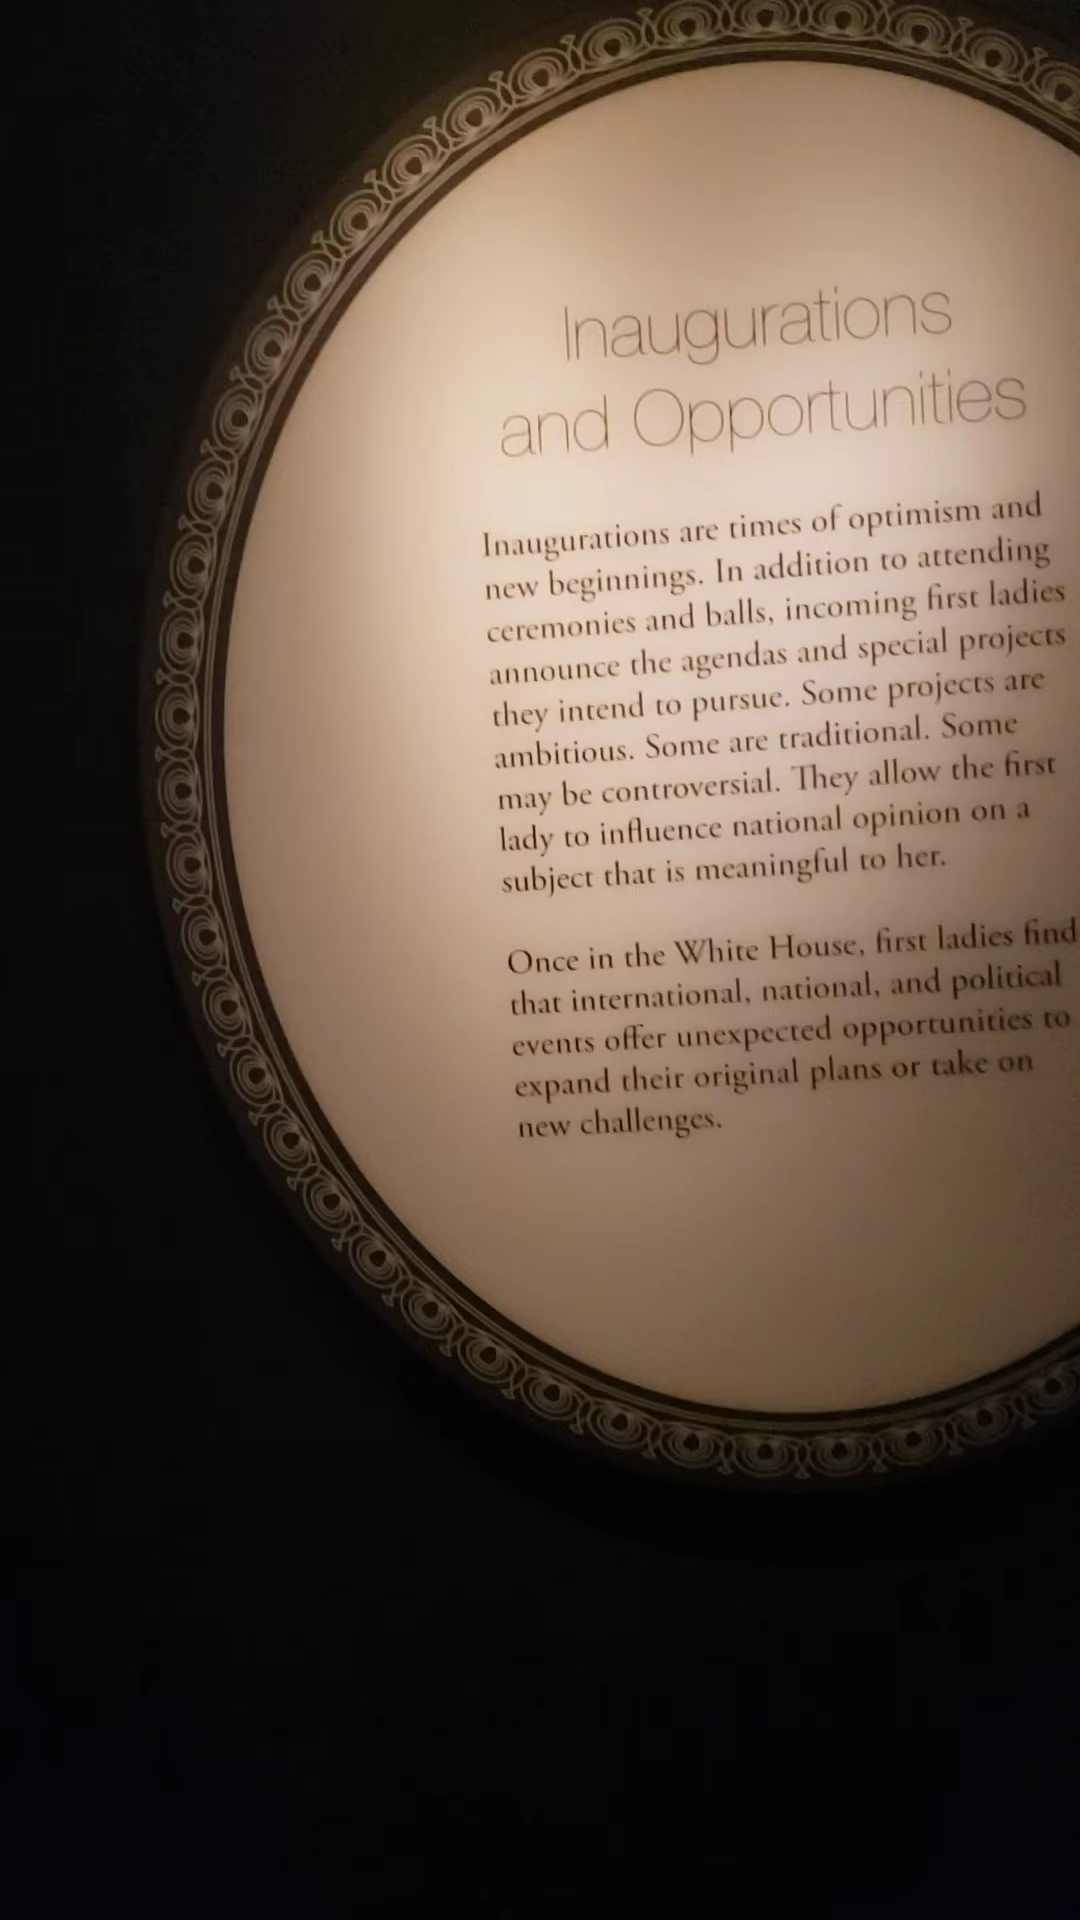 Inaugurations
and Opportunities
Inaugurations are times of optimism and
new beginnings. In addition to attending
ceremonies and balls, incoming first ladies
announce the agendas and special projects
they intend to pursue. Some projects are
ambitious. Some are traditional. Some
may be controversial. They allow the first
lady to influence national opinion on a
subject that is meaningful to her.
Once in the White House, first ladies find
that international, national, and political
events offer unexpected opportunities to
expand their original plans or take on
new challenges.